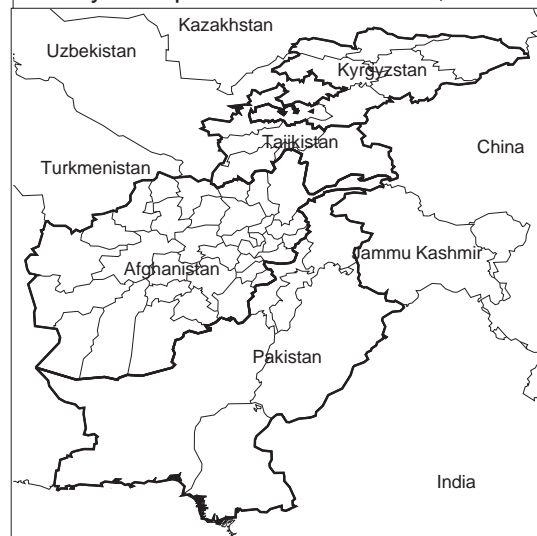 Kazakhstan
Uzbekistan
Kyrgyzstan
Tajikistan
China
Turkmenistan
Jammu Kashmir
Afghanistan
Pakistan
India